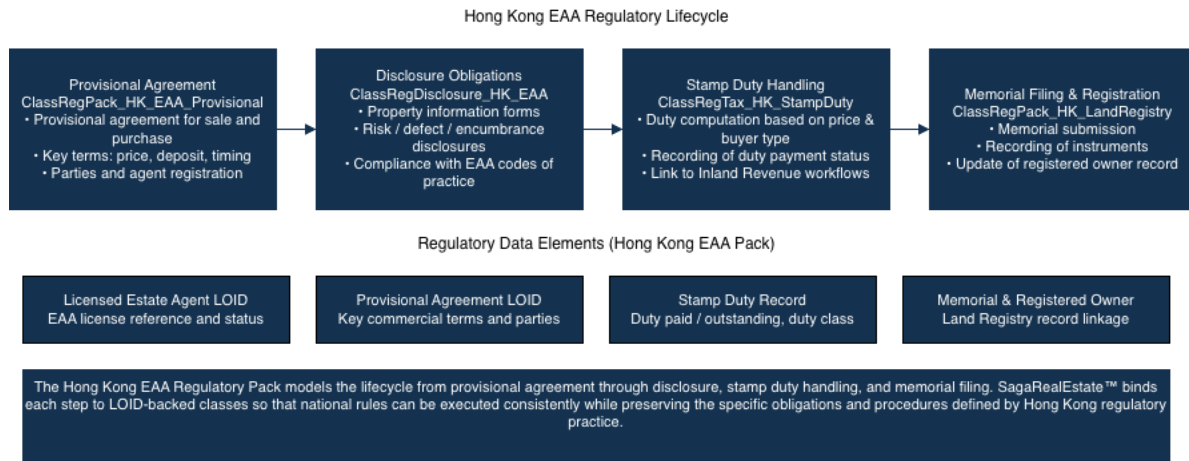 Hong Kong EAA Regulatory Lifecycle
Provisional Agreement
ClassRegPack_HK_EAA_Provisional
• Provisional agreement for sale and
purchase
• Key terms: price, deposit, timing
• Parties and agent registration
Disclosure Obligations
ClassRegDisclosure_HK_EAA
• Property information forms
• Risk / defect / encumbrance
disclosures
• Compliance with EAA codes of
practice
Stamp Duty Handling
ClassRegTax_HK_StampDuty
• Duty computation based on price &
buyer type
• Recording of duty payment status
• Link to Inland Revenue workflows
Memorial Filing & Registration
ClassRegPack_HK_LandRegistry
• Memorial submission
• Recording of instruments
• Update of registered owner record
Regulatory Data Elements (Hong Kong EAA Pack)
Licensed Estate Agent LOID
EAA license reference and status
Provisional Agreement LOID
Key commercial terms and parties
Stamp Duty Record
Duty paid / outstanding, duty class
Memorial & Registered Owner
Land Registry record linkage
The Hong Kong EAA Regulatory Pack models the lifecycle from provisional agreement through disclosure, stamp duty handling, and memorial filing. SagaRealEstate™ binds
each step to LOID-backed classes so that national rules can be executed consistently while preserving the specific obligations and procedures defined by Hong Kong regulatory
practice.